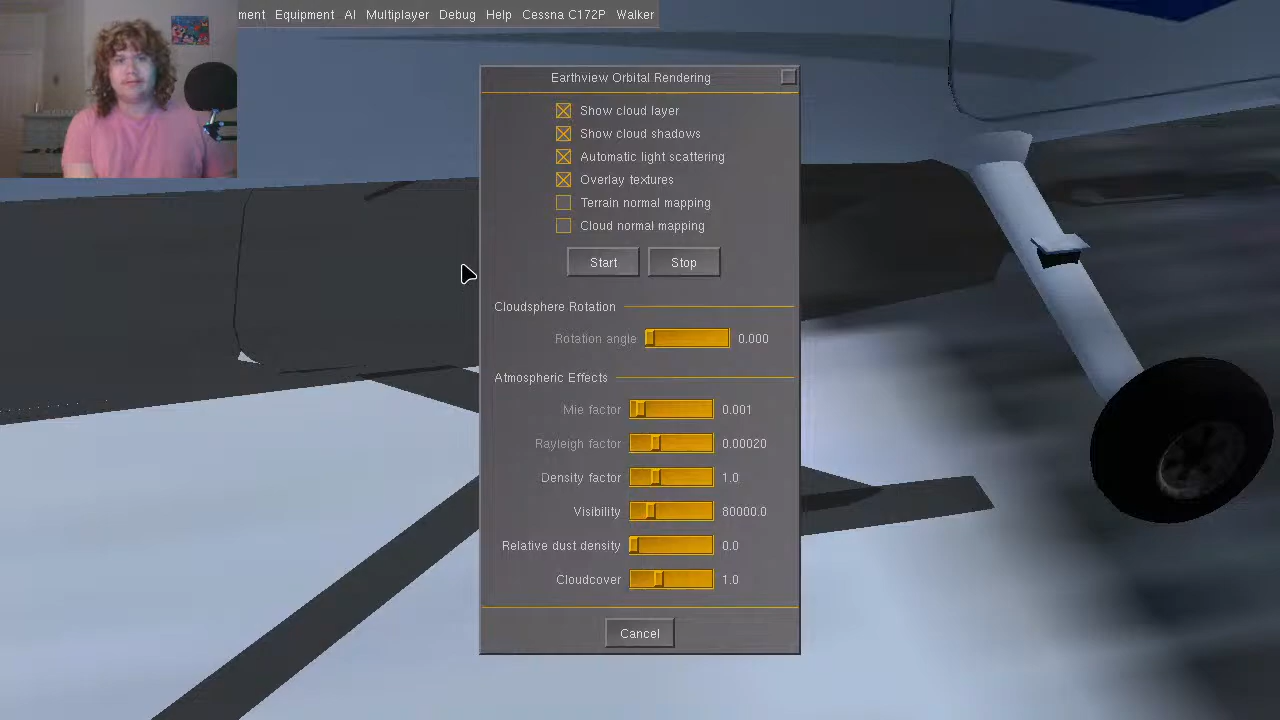 ment Equipment AI Multiplayer Debug Help Cessna C172P Walker
Earthview Orbital Rendering
Show cloud layer
Show cloud shadows
Automatic light scattering
Overlay textures
Terrain normal mapping
Cloud normal mapping
Start Stop
Cloudsphere Rotation
Rotation angle 0.000
Atmospheric Effects
Mie factor 0.001
Rayleigh factor 0.00020
Density factor 1.0
Visibility 80000.0
Relative dust density 0.0
Cloudcover 1.0
Cancel